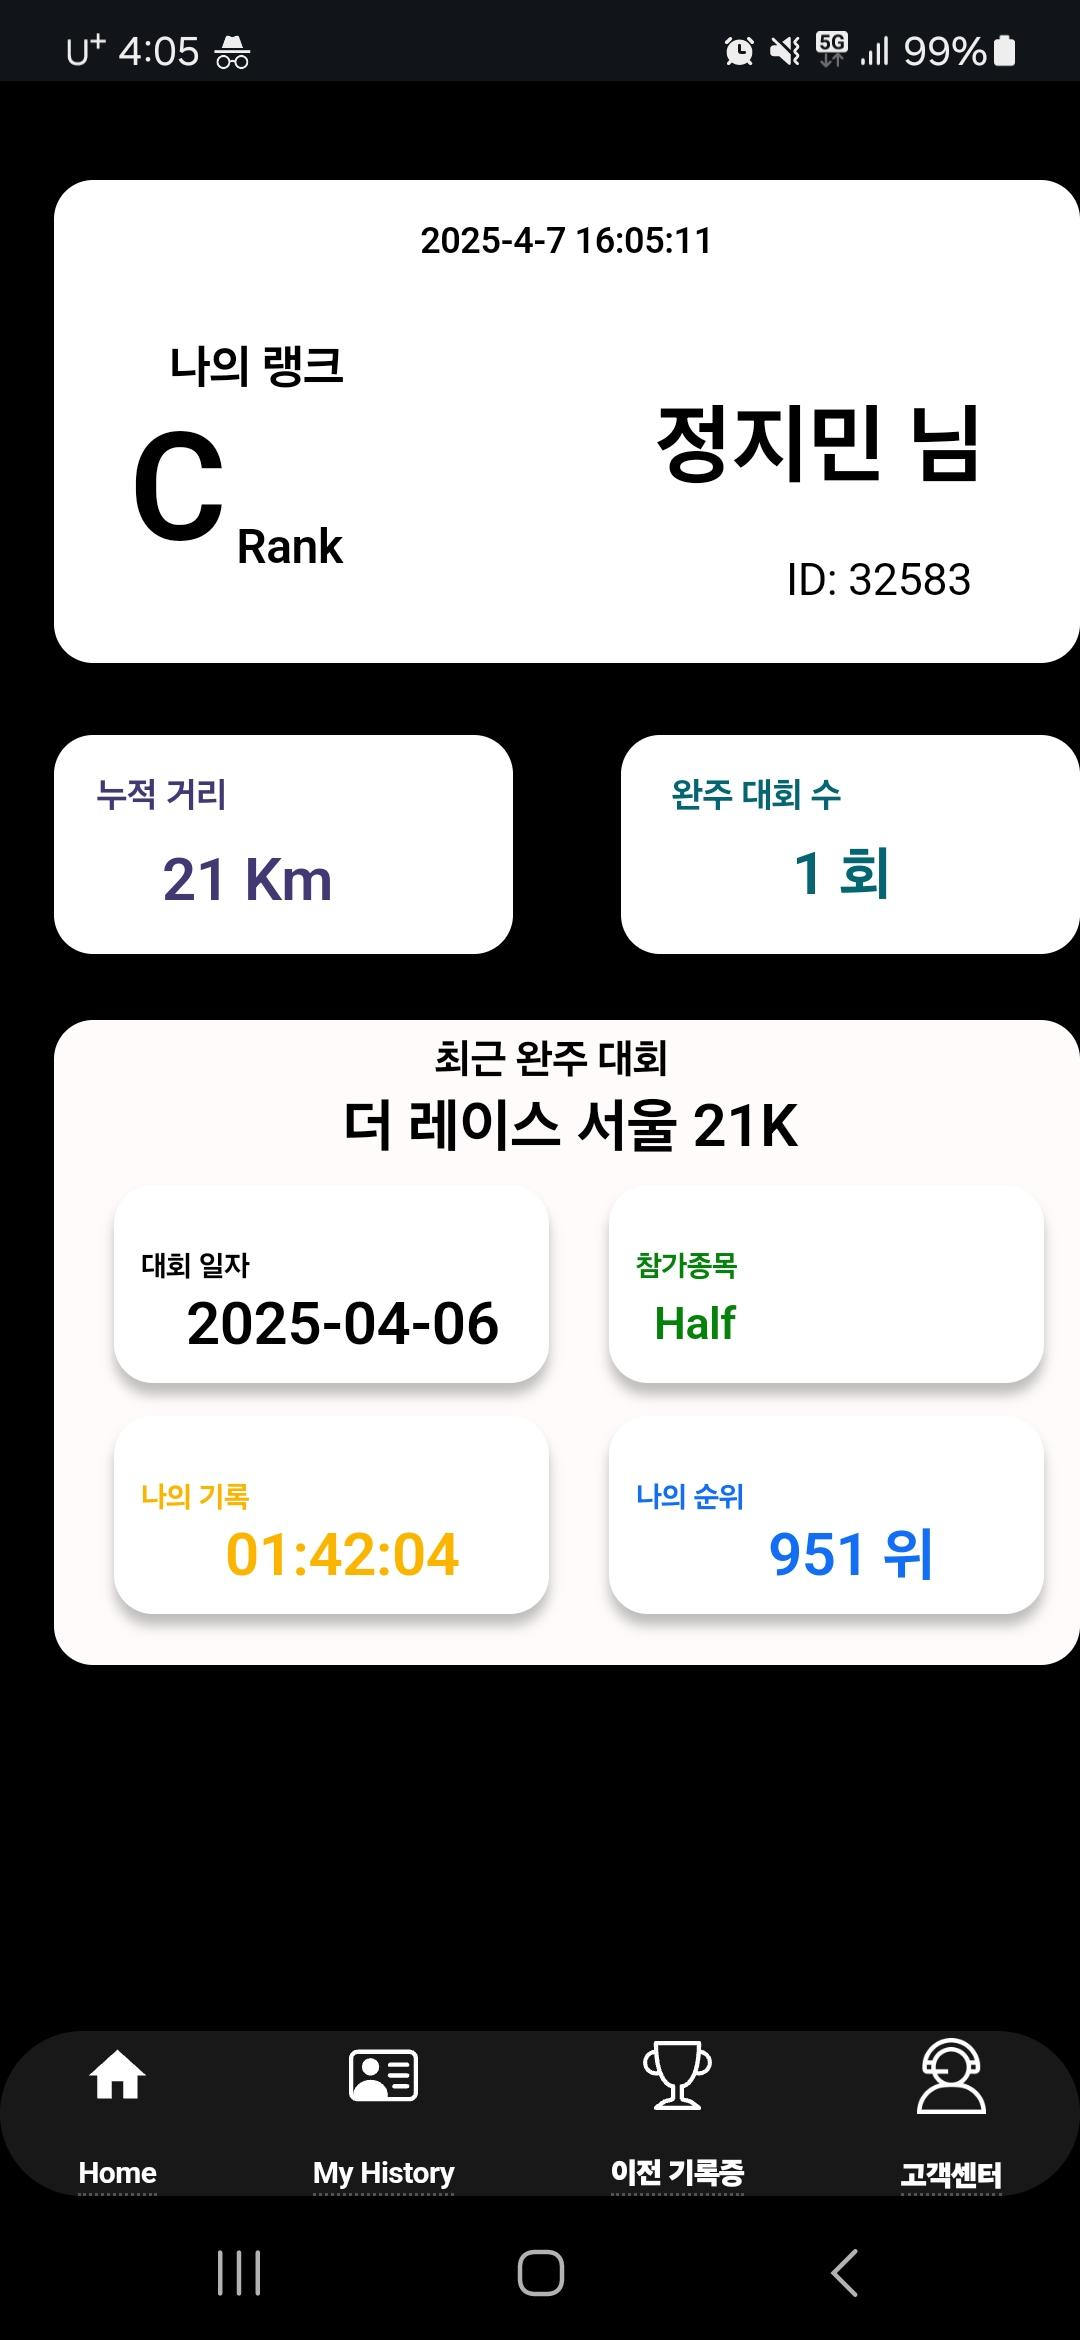 U+ 4:05 5G 99%
2025-4-7 16:05:11
나의 랭크
C Rank
정지민 님
ID: 32583
누적 거리
21 Km
완주 대회 수
1 회
최근 완주 대회
더 레이스 서울 21K
대회 일자
2025-04-06
참가종목
Half
나의 기록
01:42:04
나의 순위
951 위
Home
My History
이전 기록증
고객센터